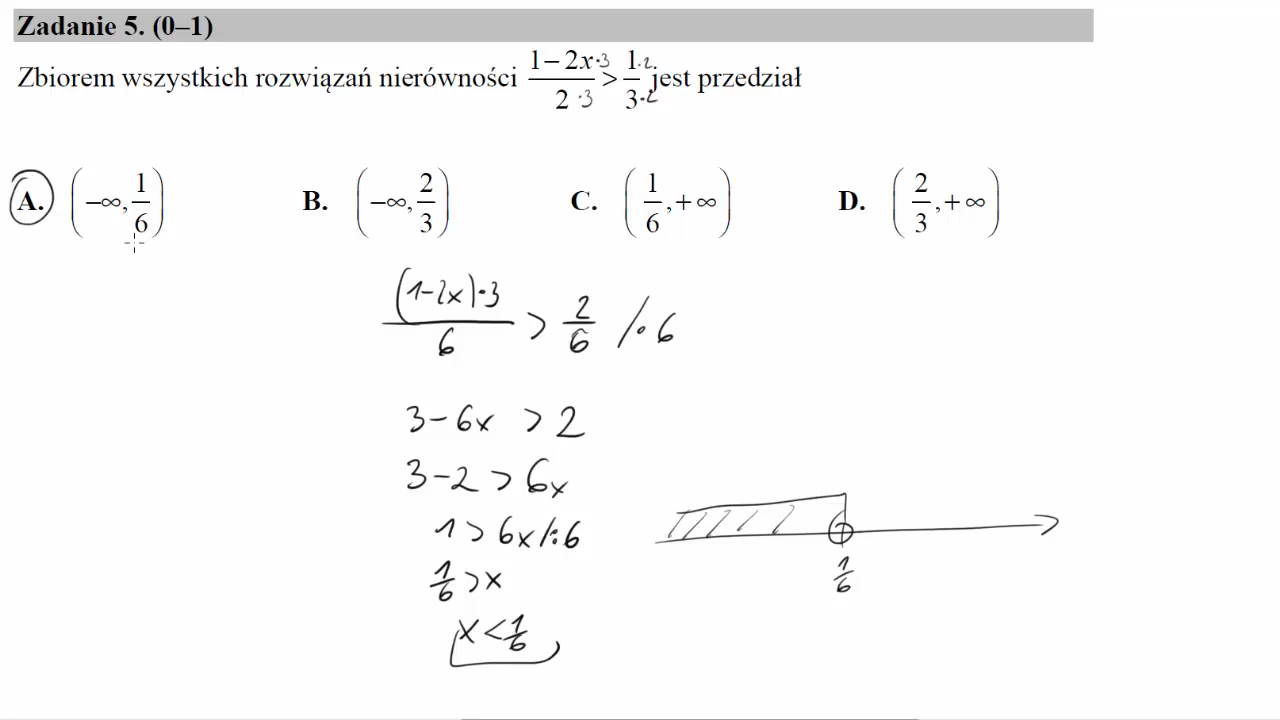 Zadanie 5. (0–1)
Zbiorem wszystkich rozwiązań nierówności (1−2x ·3)/(2 ·3) > (1 ·2)/(3 ·2) jest przedział
A. (−∞, 1/6) B. (−∞, 2/3) C. (1/6, +∞) D. (2/3, +∞)
((1−2x)·3)/6 > 2/6 /·6
3−6x > 2
3−2 > 6x
1 > 6x /:6
1/6 > x
x < 1/6
1/6